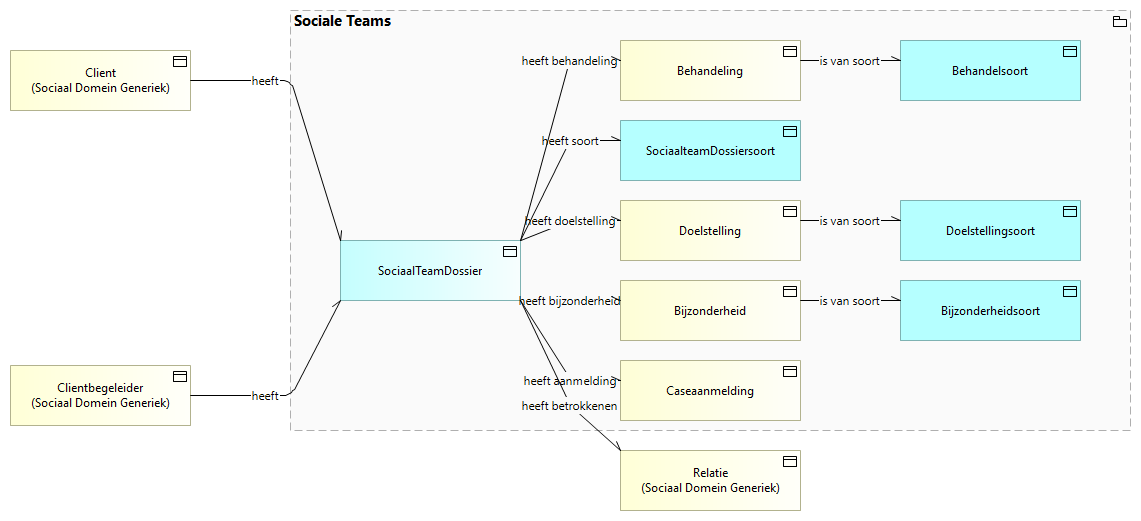 Sociale Teams
Client
(Sociaal Domein Generiek)
heeft
heeft behandeling
Behandeling
is van soort
Behandelsoort
heeft soort
SociaalteamDossiersoort
heeft doelstelling
Doelstelling
is van soort
Doelstellingsoort
SociaalTeamDossier
heeft bijzonderheid
Bijzonderheid
is van soort
Bijzonderheidsoort
Clientbegeleider
(Sociaal Domein Generiek)
heeft
heeft aanmelding
Caseaanmelding
heeft betrokkenen
Relatie
(Sociaal Domein Generiek)